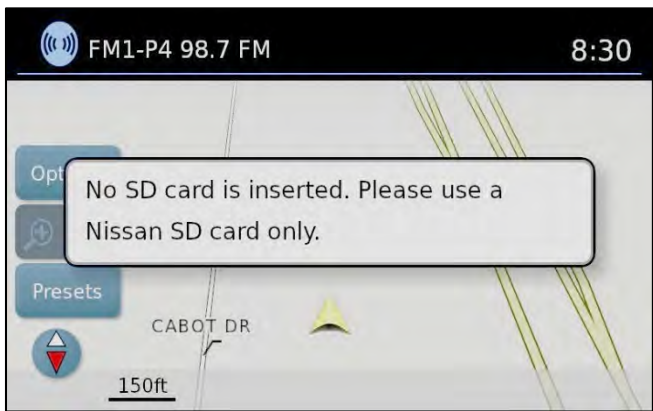 FM1-P4 98.7 FM
8:30
No SD card is inserted. Please use a
Nissan SD card only.
Presets
CABOT DR
150ft